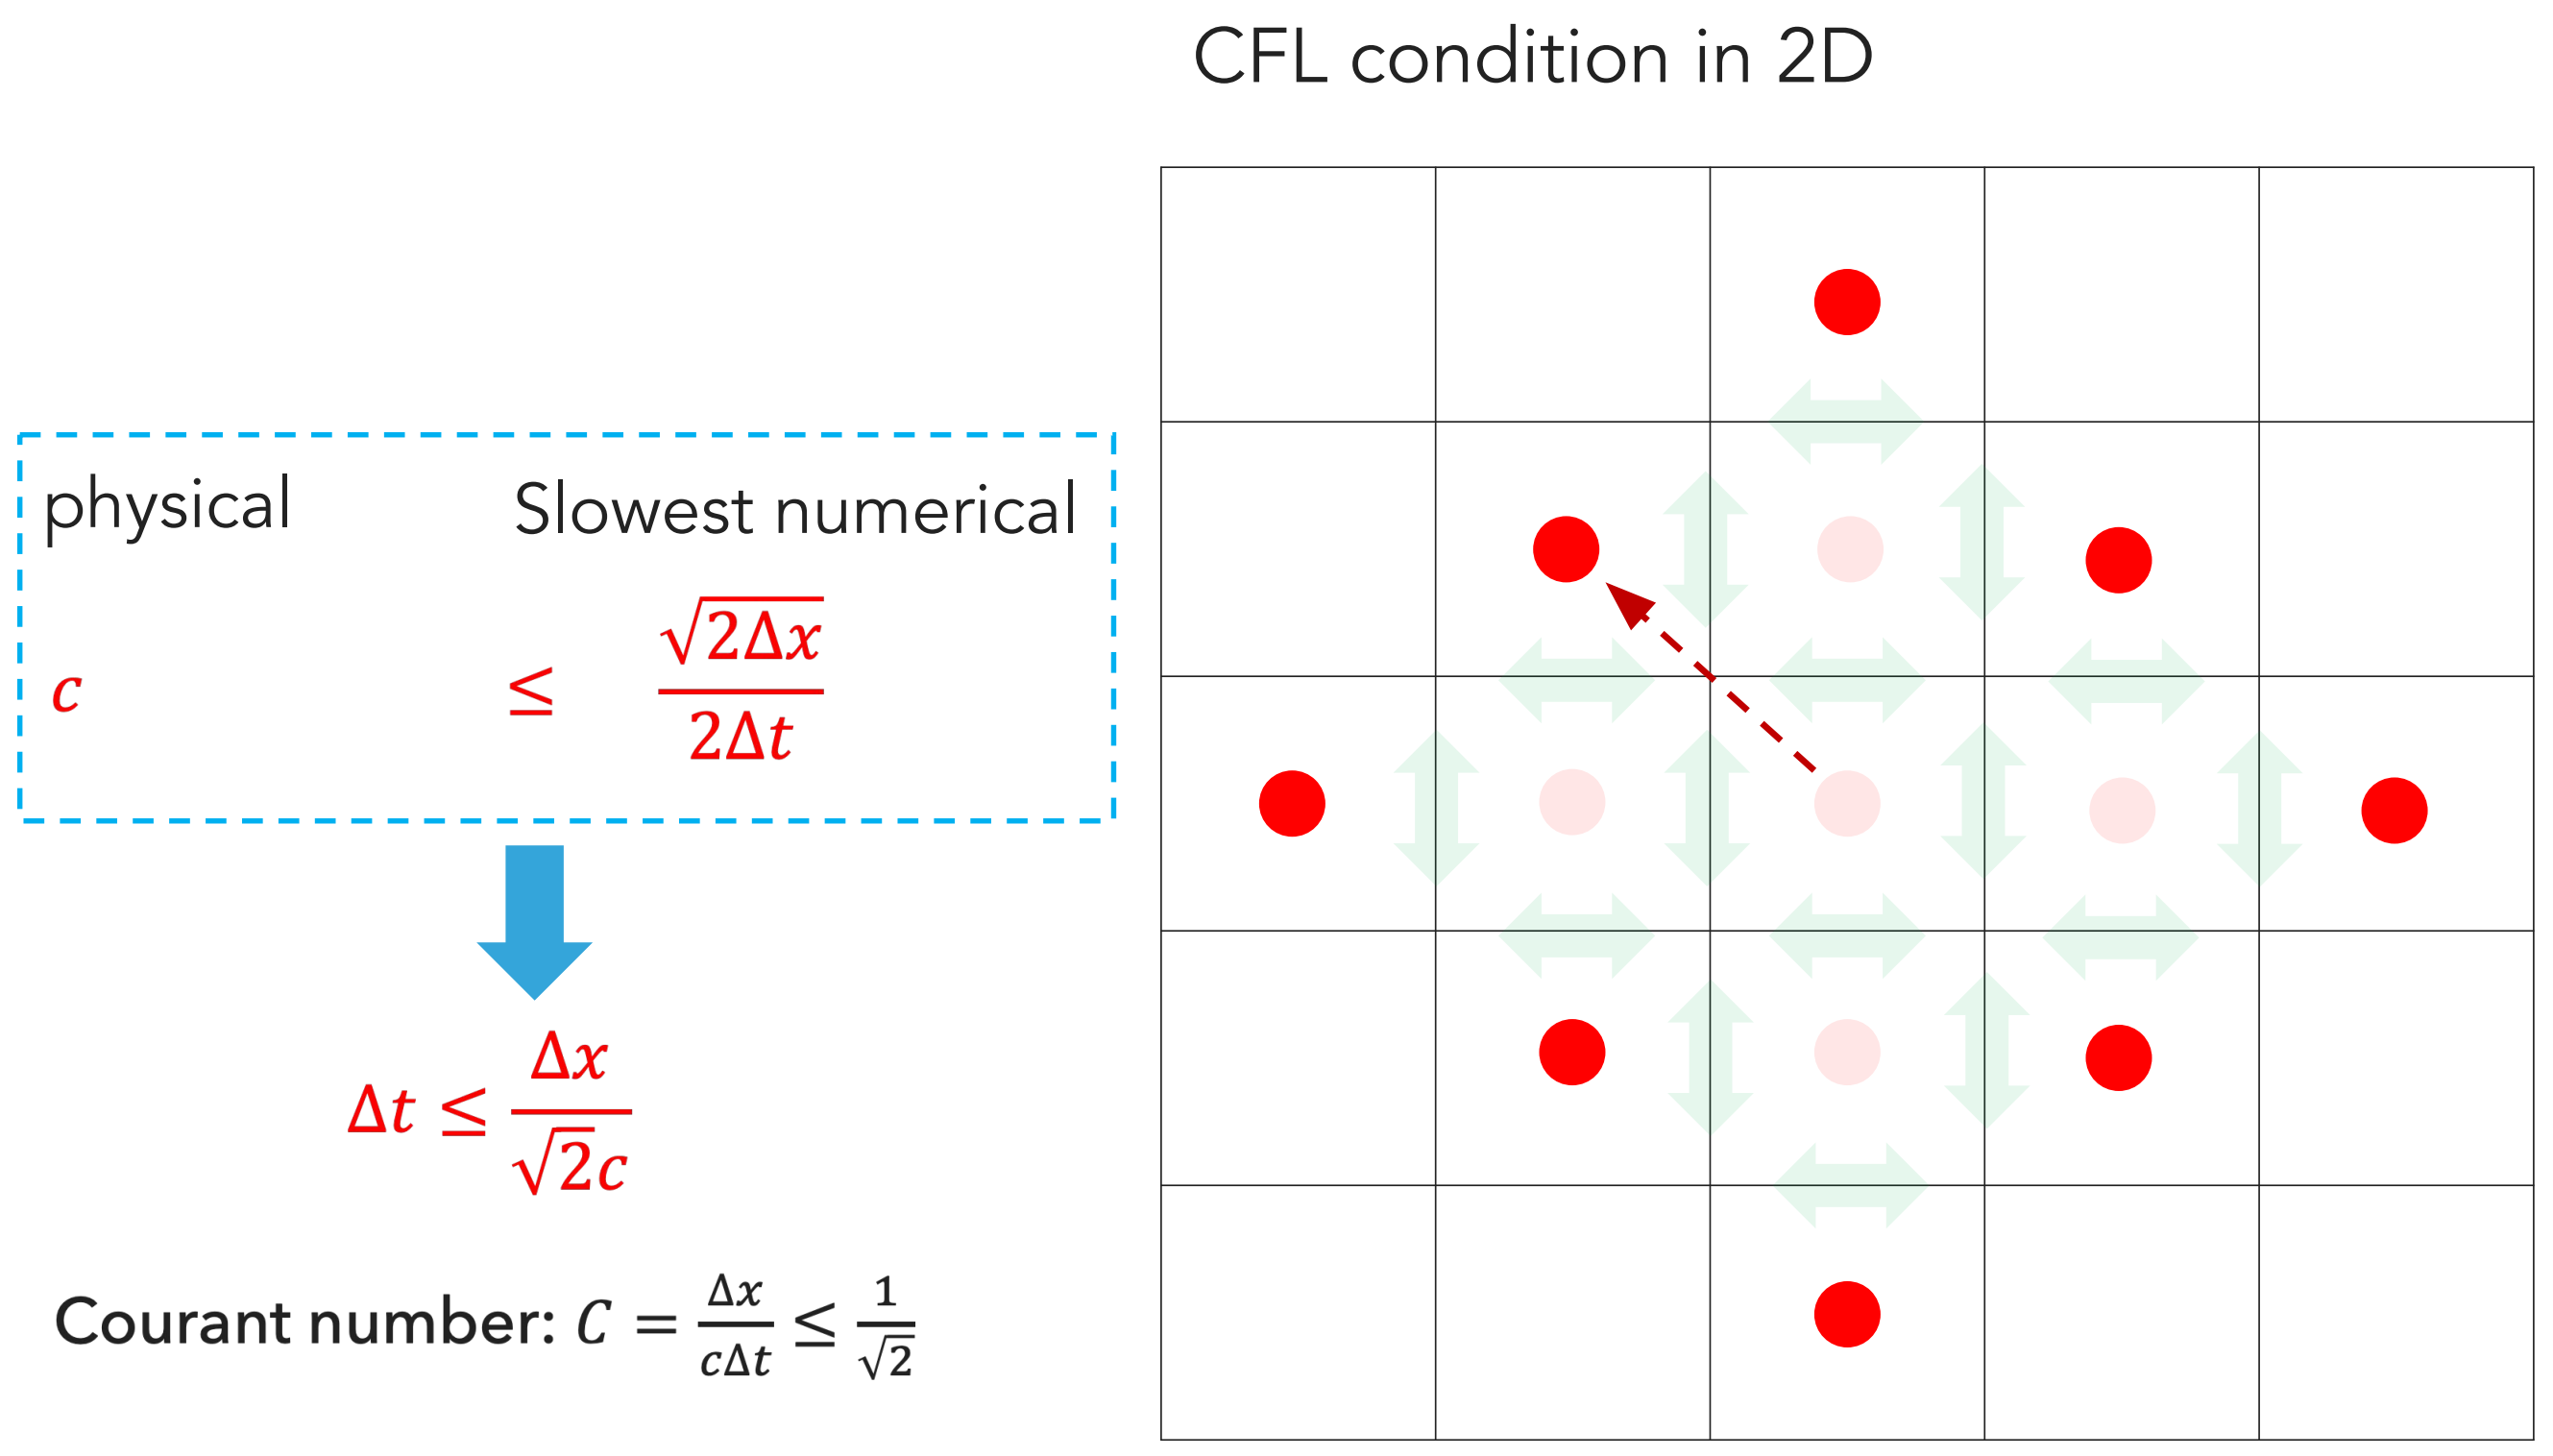 CFL condition in 2D
physical Slowest numerical
c ≤ √(2Δx) / 2Δt
Δt ≤ Δx / √2c
Courant number: C = Δx / cΔt ≤ 1 / √2